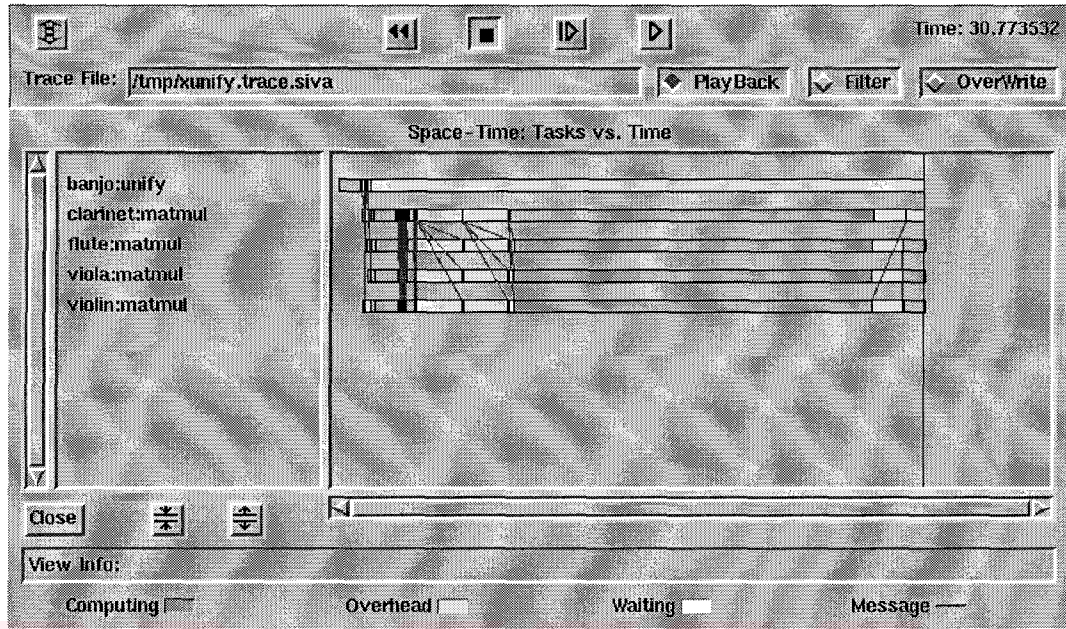 Time: 30.773532
Trace File: /tmp/xunify.trace.siva PlayBack Filter OverWrite
Space-Time: Tasks vs. Time
banjo:unify
clarinet:matmul
flute:matmul
viola:matmul
violin:matmul
Close
View Info:
Computing Overhead Waiting Message